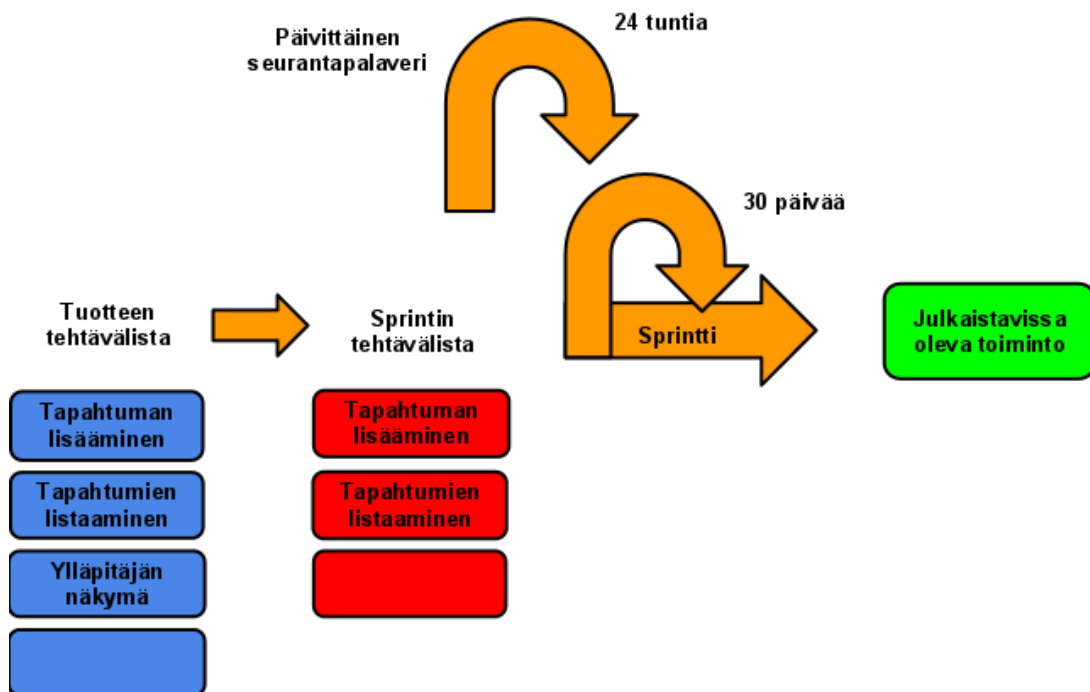 Päivittäinen
seurantapalaveri
24 tuntia
30 päivää
Tuotteen
tehtävälista
Sprintin
tehtävälista
Sprintti
Julkaistavissa
oleva toiminto
Tapahtuman
lisääminen
Tapahtumien
listaaminen
Ylläpitäjän
näkymä
Tapahtuman
lisääminen
Tapahtumien
listaaminen